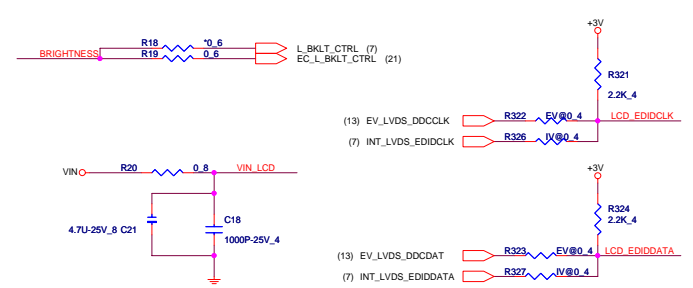 +3V
R18 *0_6 L_BKLT_CTRL (7)
BRIGHTNESS R19 0_6 EC_L_BKLT_CTRL (21)
R321
2.2K_4
(13) EV_LVDS_DDCCLK R322 EV@0_4 LCD_EDIDCLK
(7) INT_LVDS_EDIDCLK R326 IV@0_4
VIN R20 0_8 VIN_LCD
+3V
R324
2.2K_4
4.7U-25V_8 C21 C18
1000P-25V_4
(13) EV_LVDS_DDCDAT R323 EV@0_4 LCD_EDIDDATA
(7) INT_LVDS_EDIDDATA R327 IV@0_4